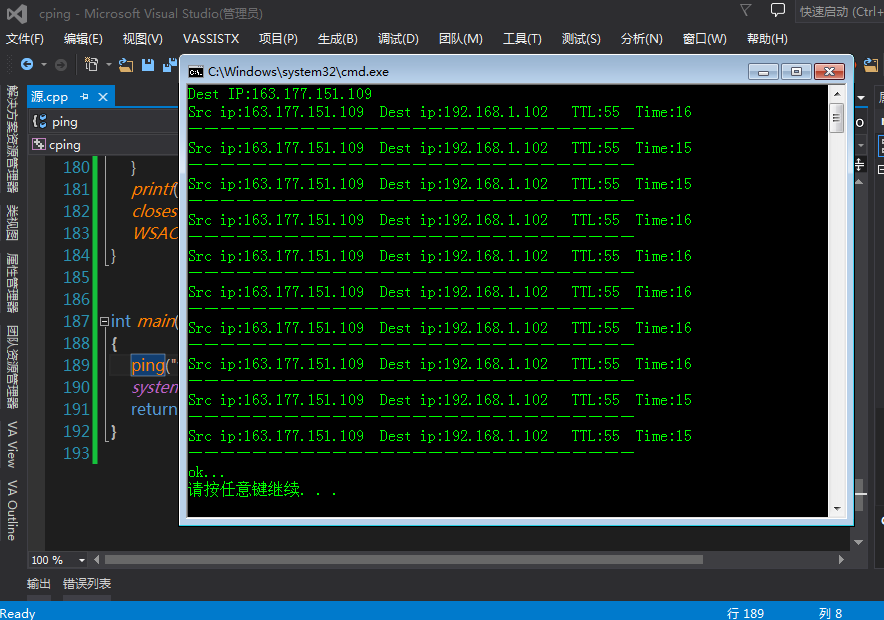 cping - Microsoft Visual Studio(管理员)
快速启动 (Ctrl+
文件(F) 编辑(E) 视图(V) VASSISTX 项目(P) 生成(B) 调试(D) 团队(M) 工具(T) 测试(S) 分析(N) 窗口(W) 帮助(H)
解决方案资源管理器
类视图
属性管理器
团队资源管理器
VA View
VA Outline
源.cpp
ping
cping
180 }
181 printf(
182 closes
183 WSAC
184 }
185
186
187 int main(
188 {
189 ping("
190 system
191 return
192 }
193
100 %
C:\Windows\system32\cmd.exe
Dest IP:163.177.151.109
Src ip:163.177.151.109 Dest ip:192.168.1.102 TTL:55 Time:16
----------------------------
Src ip:163.177.151.109 Dest ip:192.168.1.102 TTL:55 Time:15
----------------------------
Src ip:163.177.151.109 Dest ip:192.168.1.102 TTL:55 Time:15
----------------------------
Src ip:163.177.151.109 Dest ip:192.168.1.102 TTL:55 Time:16
----------------------------
Src ip:163.177.151.109 Dest ip:192.168.1.102 TTL:55 Time:16
----------------------------
Src ip:163.177.151.109 Dest ip:192.168.1.102 TTL:55 Time:16
----------------------------
Src ip:163.177.151.109 Dest ip:192.168.1.102 TTL:55 Time:16
----------------------------
Src ip:163.177.151.109 Dest ip:192.168.1.102 TTL:55 Time:16
----------------------------
Src ip:163.177.151.109 Dest ip:192.168.1.102 TTL:55 Time:15
----------------------------
Src ip:163.177.151.109 Dest ip:192.168.1.102 TTL:55 Time:15
----------------------------
ok...
请按任意键继续. . .
输出 错误列表
Ready 行 189 列 8